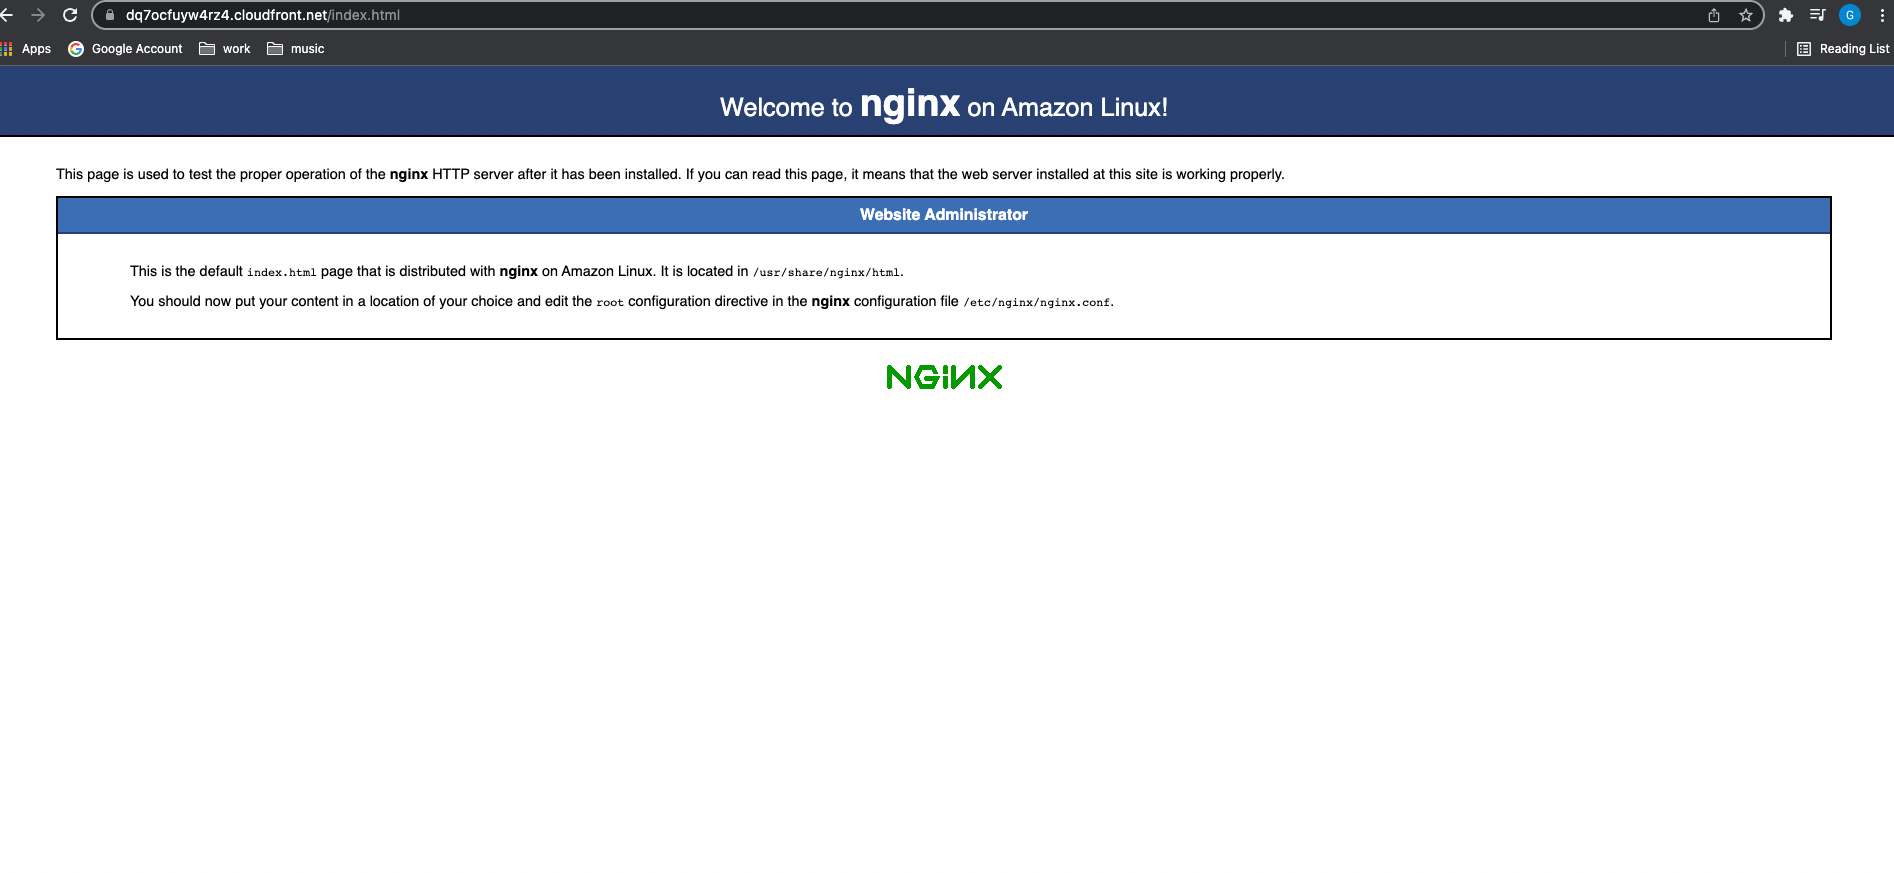 dq7ocfuyw4rz4.cloudfront.net/index.html
G
Apps Google Account work music Reading List
Welcome to nginx on Amazon Linux!
This page is used to test the proper operation of the nginx HTTP server after it has been installed. If you can read this page, it means that the web server installed at this site is working properly.
Website Administrator
This is the default index.html page that is distributed with nginx on Amazon Linux. It is located in /usr/share/nginx/html.
You should now put your content in a location of your choice and edit the root configuration directive in the nginx configuration file /etc/nginx/nginx.conf.
NGINX